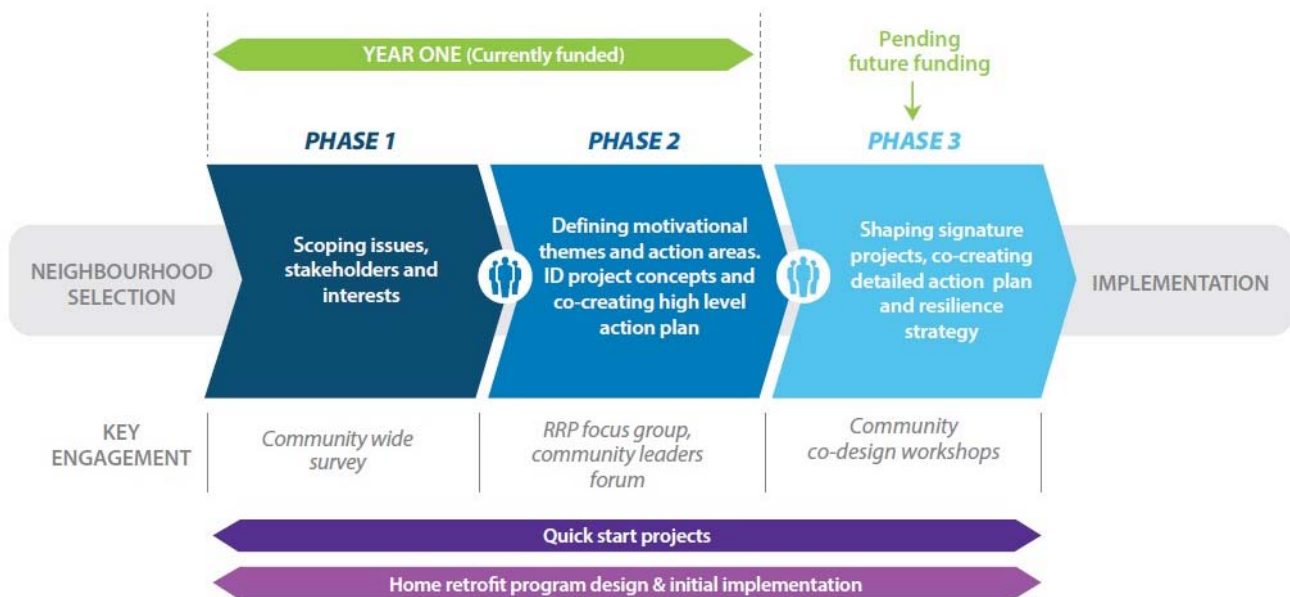 YEAR ONE (Currently funded)
Pending
future funding
PHASE 1
PHASE 2
PHASE 3
NEIGHBOURHOOD
SELECTION
Scoping issues,
stakeholders and
interests
Defining motivational
themes and action areas.
ID project concepts and
co-creating high level
action plan
Shaping signature
projects, co-creating
detailed action plan
and resilience
strategy
IMPLEMENTATION
KEY
ENGAGEMENT
Community wide
survey
RRP focus group,
community leaders
forum
Community
co-design workshops
Quick start projects
Home retrofit program design & initial implementation